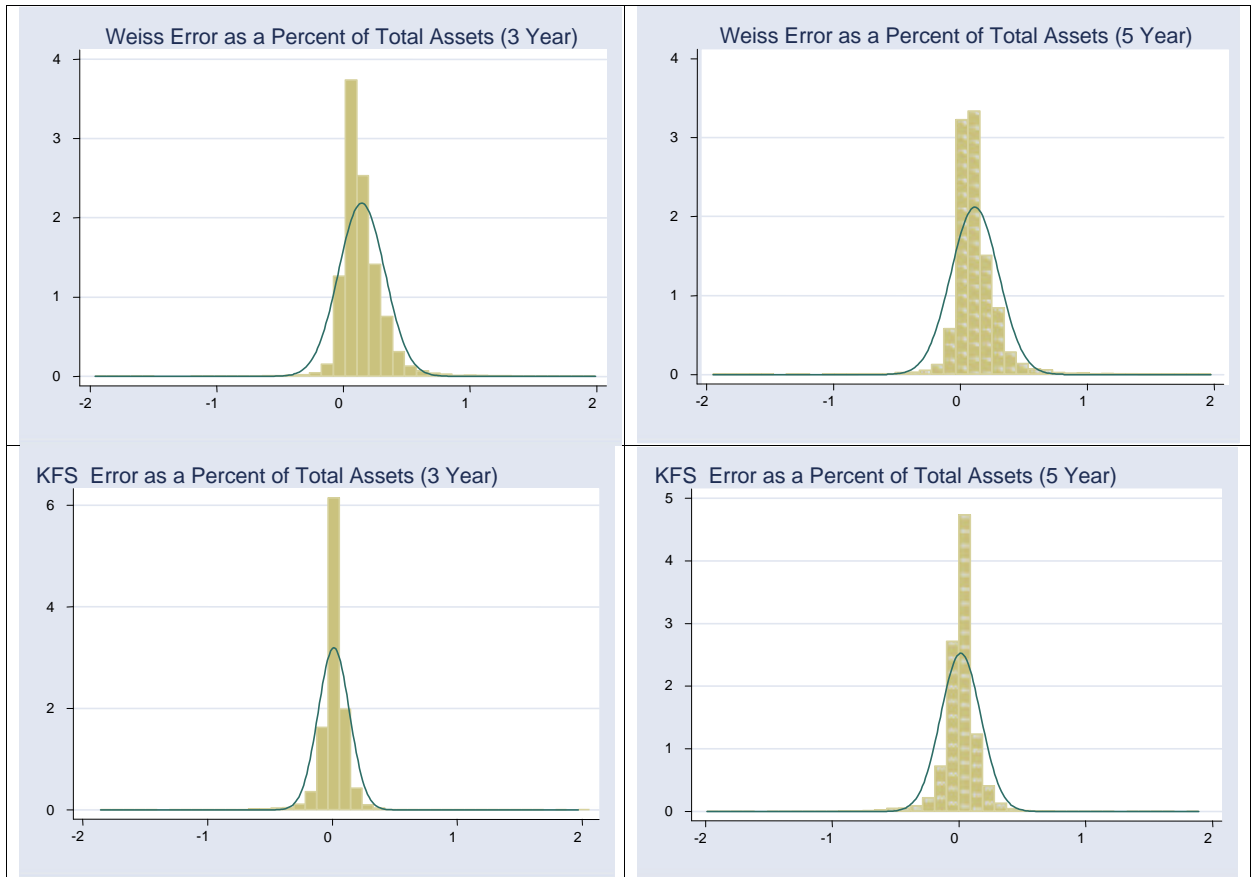 Weiss Error as a Percent of Total Assets (3 Year)
4
3
2
1
0
-2 -1 0 1 2
Weiss Error as a Percent of Total Assets (5 Year)
4
3
2
1
0
-2 -1 0 1 2
KFS Error as a Percent of Total Assets (3 Year)
6
4
2
0
-2 -1 0 1 2
KFS Error as a Percent of Total Assets (5 Year)
5
4
3
2
1
0
-2 -1 0 1 2